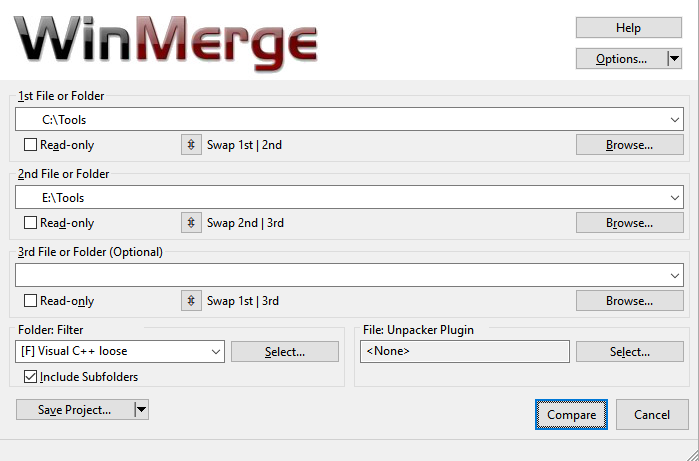 WinMerge
Help
Options...
1st File or Folder
C:\Tools
Read-only
Swap 1st | 2nd
Browse...
2nd File or Folder
E:\Tools
Read-only
Swap 2nd | 3rd
Browse...
3rd File or Folder (Optional)
Read-only
Swap 1st | 3rd
Browse...
Folder: Filter
[F] Visual C++ loose
Select...
Include Subfolders
File: Unpacker Plugin
<None>
Select...
Save Project...
Compare
Cancel